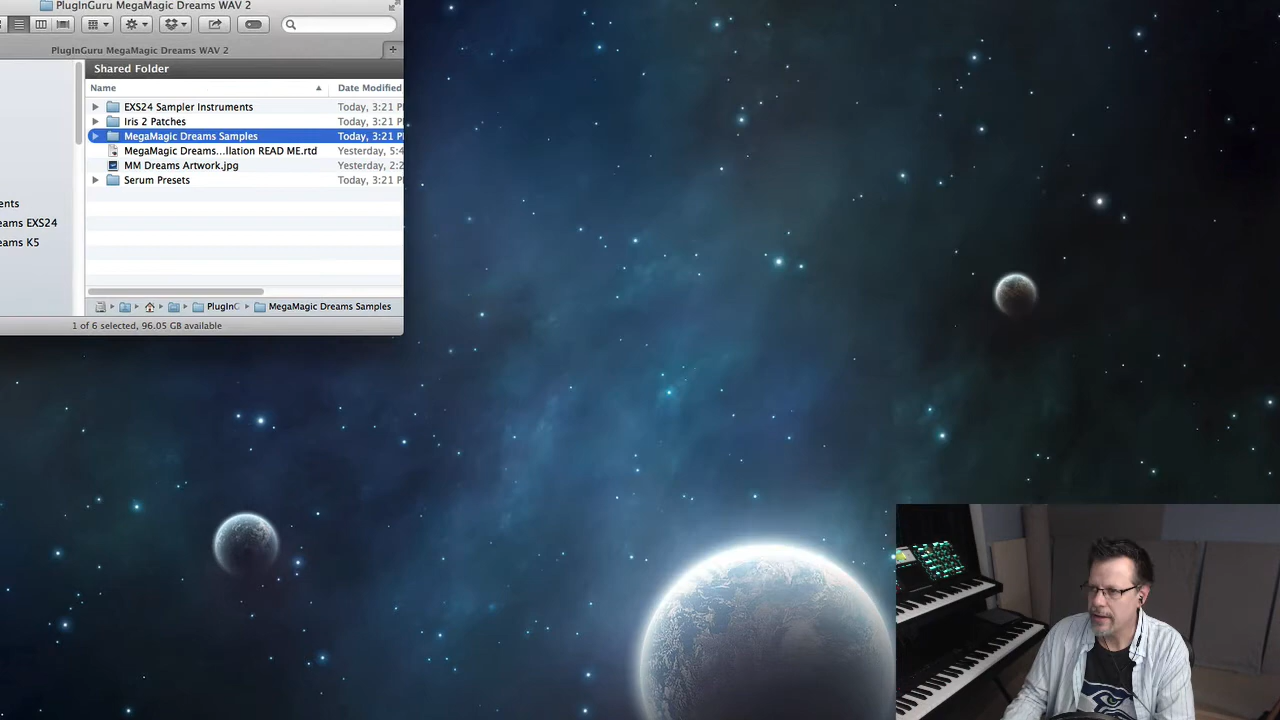 PlugInGuru MegaMagic Dreams WAV 2
PlugInGuru MegaMagic Dreams WAV 2
Shared Folder
Name Date Modified
EXS24 Sampler Instruments Today, 3:21 P
Iris 2 Patches Today, 3:21 P
MegaMagic Dreams Samples Today, 3:21 P
MegaMagic Dreams...llation READ ME.rtd Yesterday, 5:4
MM Dreams Artwork.jpg Yesterday, 2:2
Serum Presets Today, 3:21 P
ents
eams EXS24
eams K5
PlugInG MegaMagic Dreams Samples
1 of 6 selected, 96.05 GB available